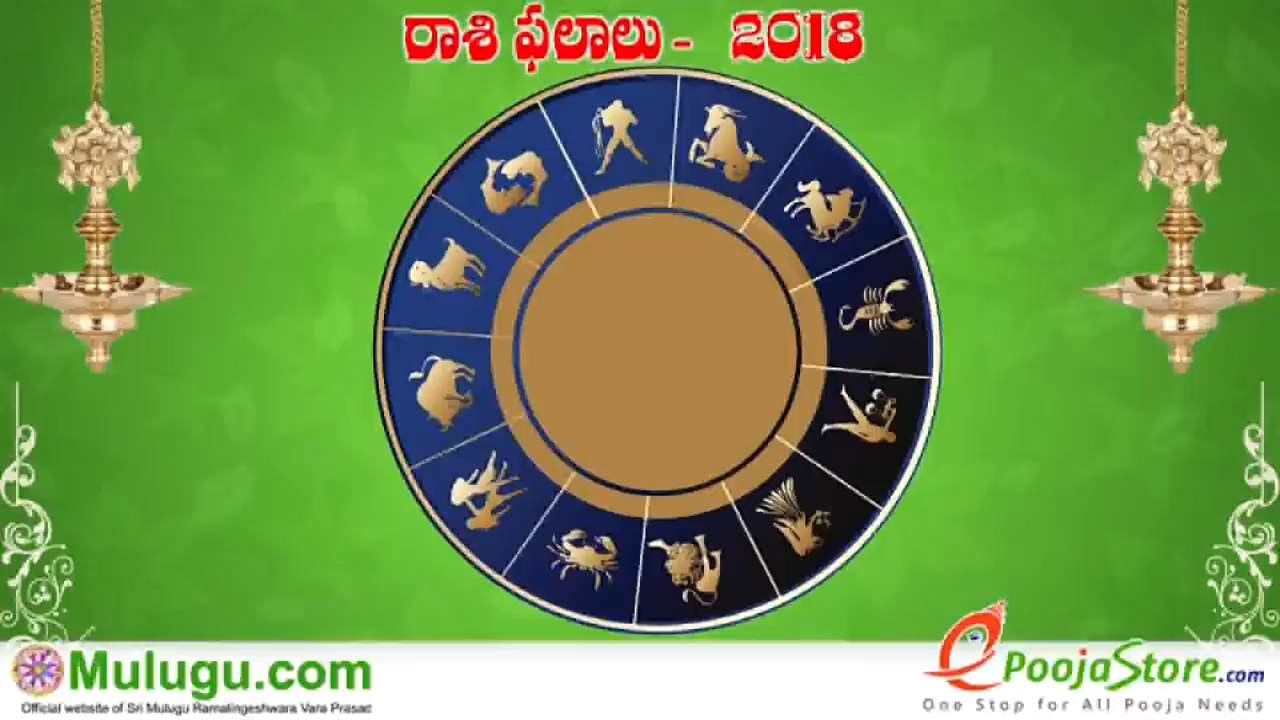 రాశి ఫలాలు - 2018
Mulugu.com
Official website of Sri Mulugu Ramalingeshwara Vara Prasad
ePoojaStore.com
One Stop for All Pooja Needs